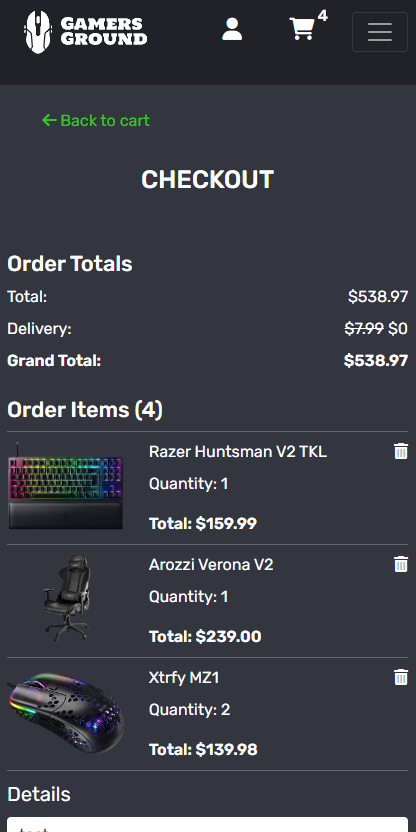 GAMERS
GROUND
4
Back to cart
CHECKOUT
Order Totals
Total: $538.97
Delivery: $7.99 $0
Grand Total: $538.97
Order Items (4)
Razer Huntsman V2 TKL
Quantity: 1
Total: $159.99
Arozzi Verona V2
Quantity: 1
Total: $239.00
Xtrfy MZ1
Quantity: 2
Total: $139.98
Details